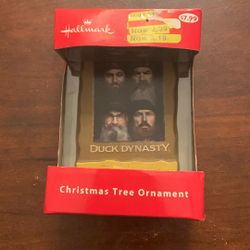 Hallmark
$7.99
DUCK DYNASTY
Christmas Tree Ornament